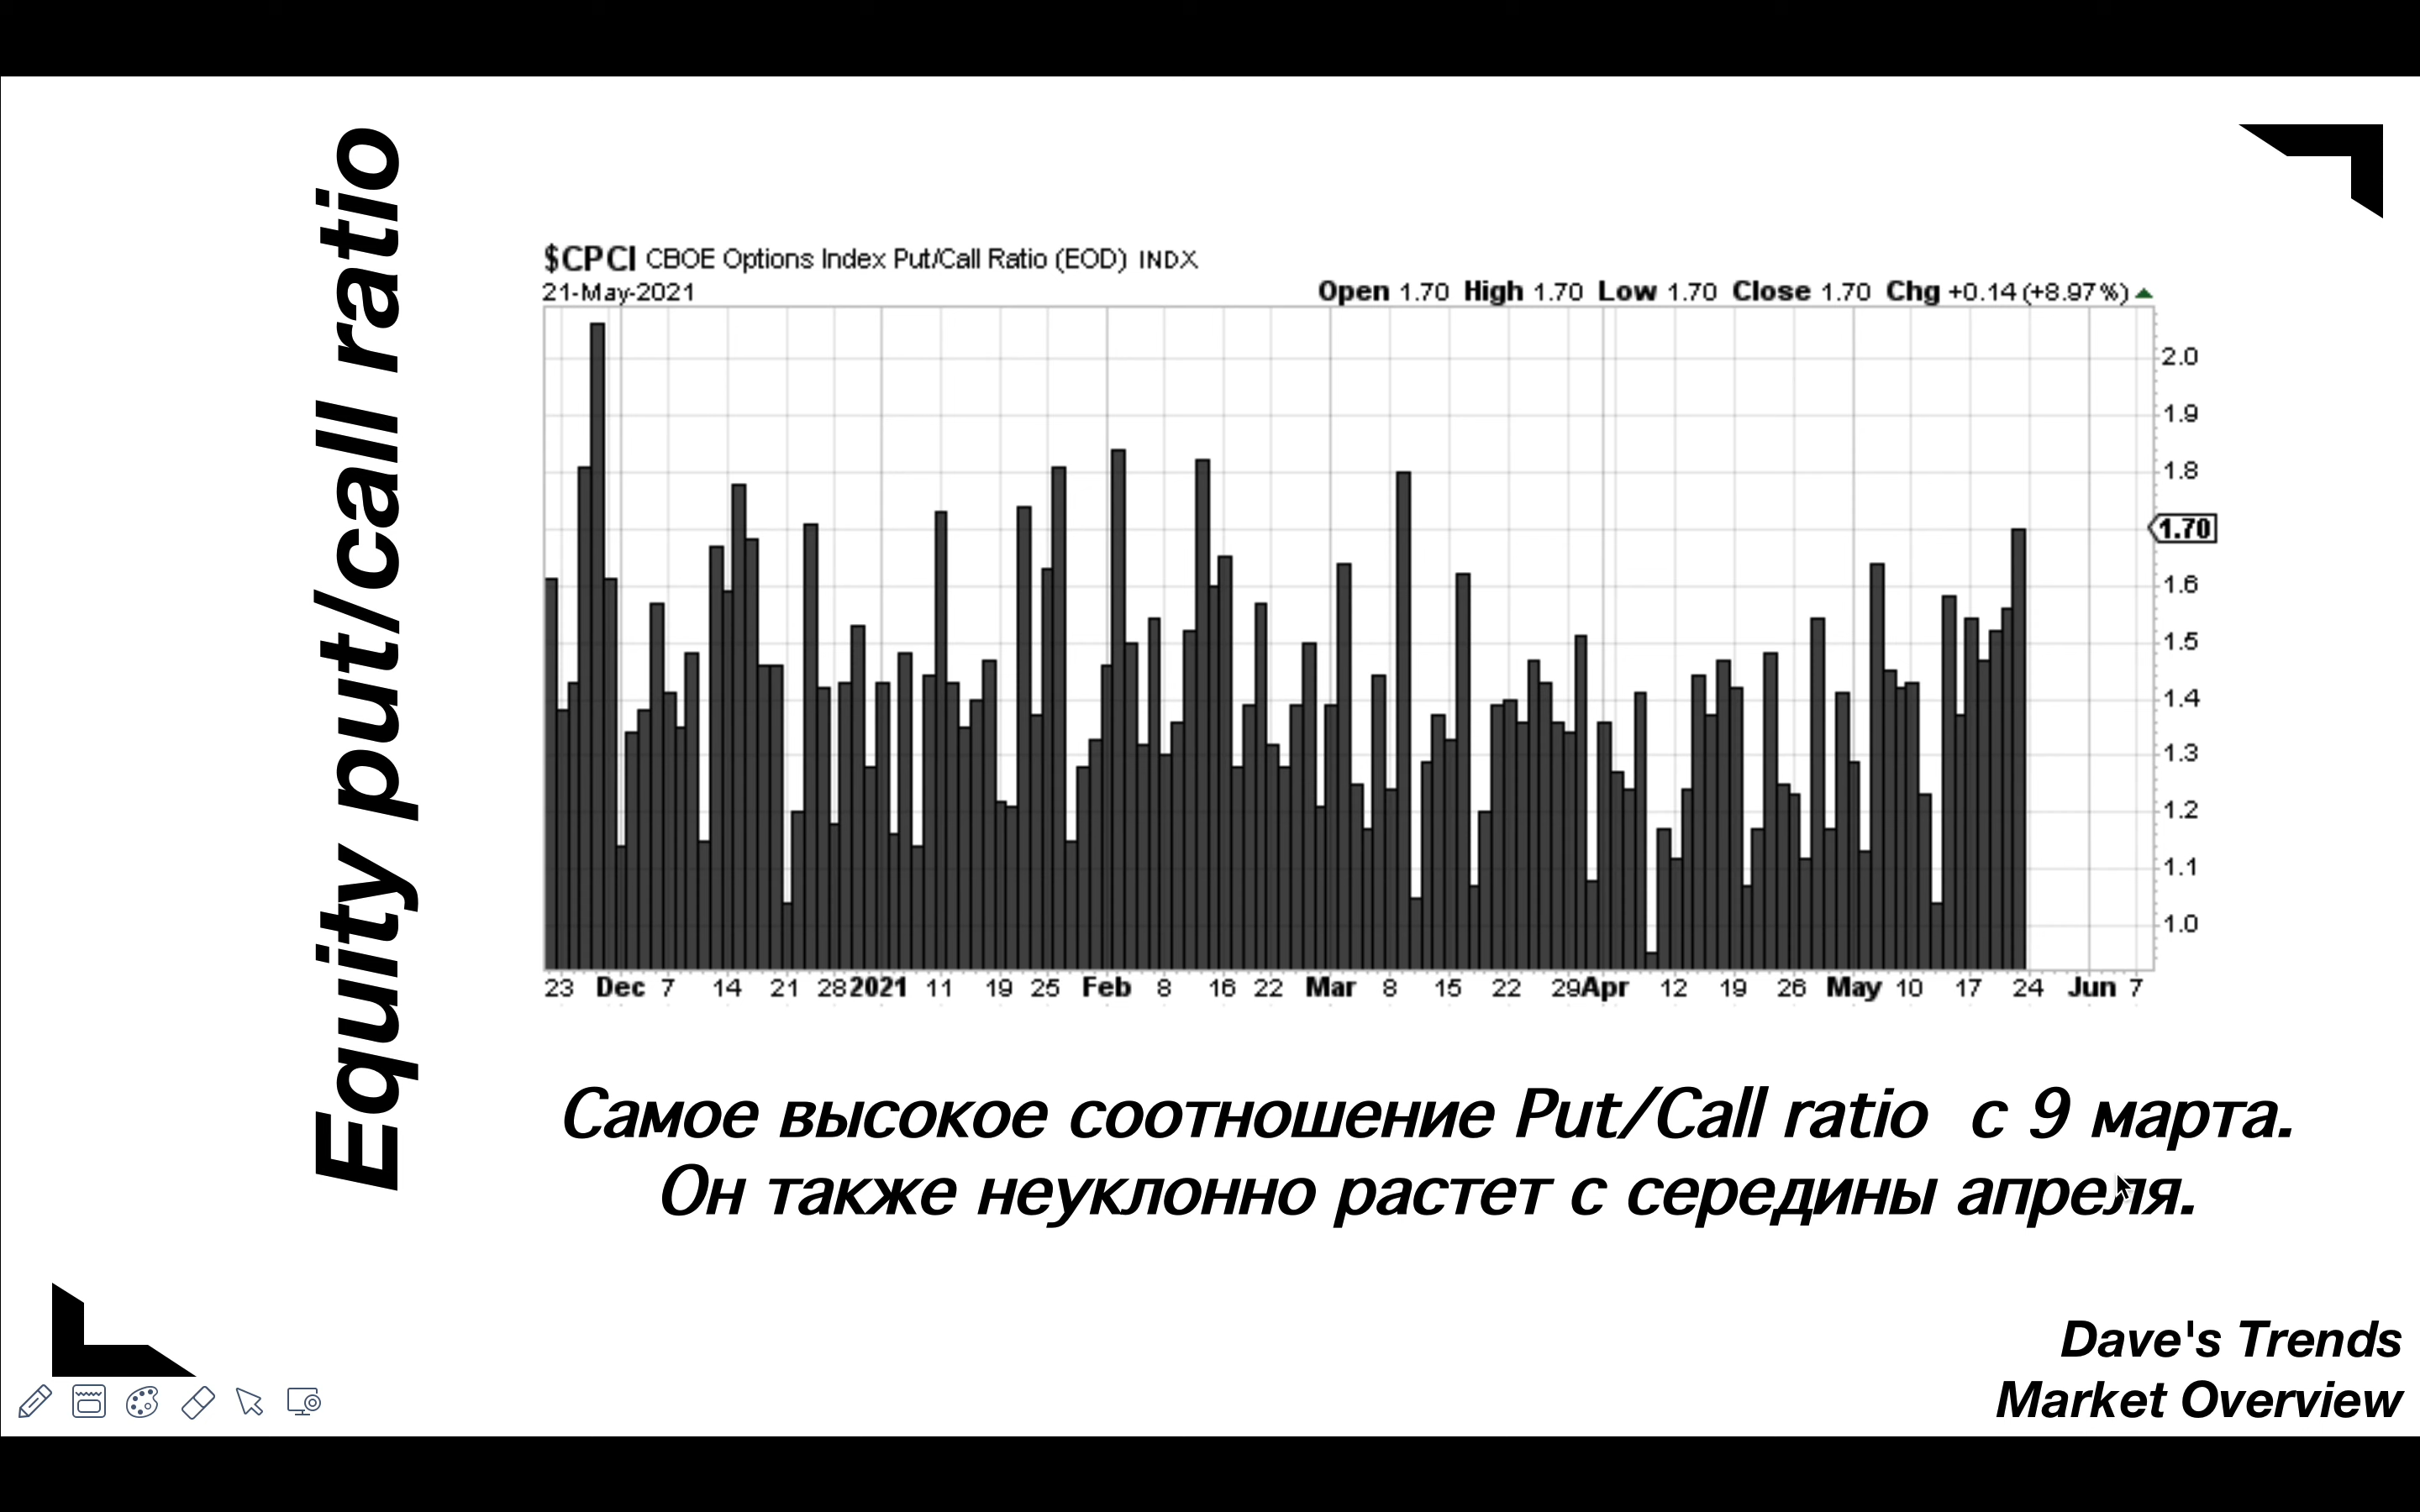 Equity put/call ratio
$CPCI CBOE Options Index Put/Call Ratio (EOD) INDX
21-May-2021
Open 1.70 High 1.70 Low 1.70 Close 1.70 Chg +0.14 (+8.97%)
2.0
1.9
1.8
1.70
1.6
1.5
1.4
1.3
1.2
1.1
1.0
23 Dec 7 14 21 28 2021 11 19 25 Feb 8 16 22 Mar 8 15 22 29 Apr 12 19 26 May 10 17 24 Jun 7
Самое высокое соотношение Put/Call ratio с 9 марта.
Он также неуклонно растет с середины апреля.
Dave's Trends
Market Overview